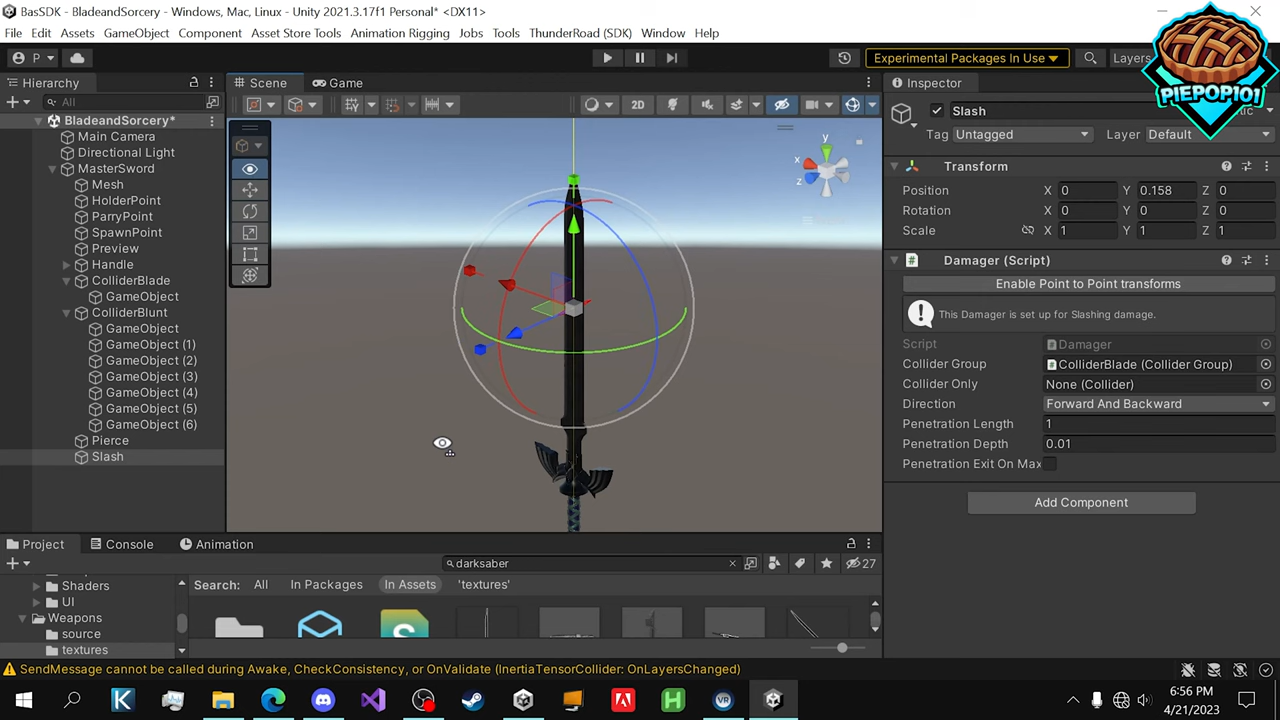 BasSDK - BladeandSorcery - Windows, Mac, Linux - Unity 2021.3.17f1 Personal* <DX11>
File Edit Assets GameObject Component Asset Store Tools Animation Rigging Jobs Tools ThunderRoad (SDK) Window Help
P Experimental Packages In Use Layers
PIEPOP101
Hierarchy Scene Game Inspector
All 2D
BladeandSorcery*
Main Camera
Directional Light
MasterSword
Mesh
HolderPoint
ParryPoint
SpawnPoint
Preview
Handle
ColliderBlade
GameObject
ColliderBlunt
GameObject
GameObject (1)
GameObject (2)
GameObject (3)
GameObject (4)
GameObject (5)
GameObject (6)
Pierce
Slash
y
x
z
Slash
Tag Untagged Layer Default
Transform
Position X 0 Y 0.158 Z 0
Rotation X 0 Y 0 Z 0
Scale X 1 Y 1 Z 1
Damager (Script)
Enable Point to Point transforms
This Damager is set up for Slashing damage.
Script Damager
Collider Group ColliderBlade (Collider Group)
Collider Only None (Collider)
Direction Forward And Backward
Penetration Length 1
Penetration Depth 0.01
Penetration Exit On Max
Add Component
Project Console Animation
darksaber 27
Shaders
UI
Weapons
source
textures
Search: All In Packages In Assets 'textures'
SendMessage cannot be called during Awake, CheckConsistency, or OnValidate (InertiaTensorCollider: OnLayersChanged)
6:56 PM
4/21/2023